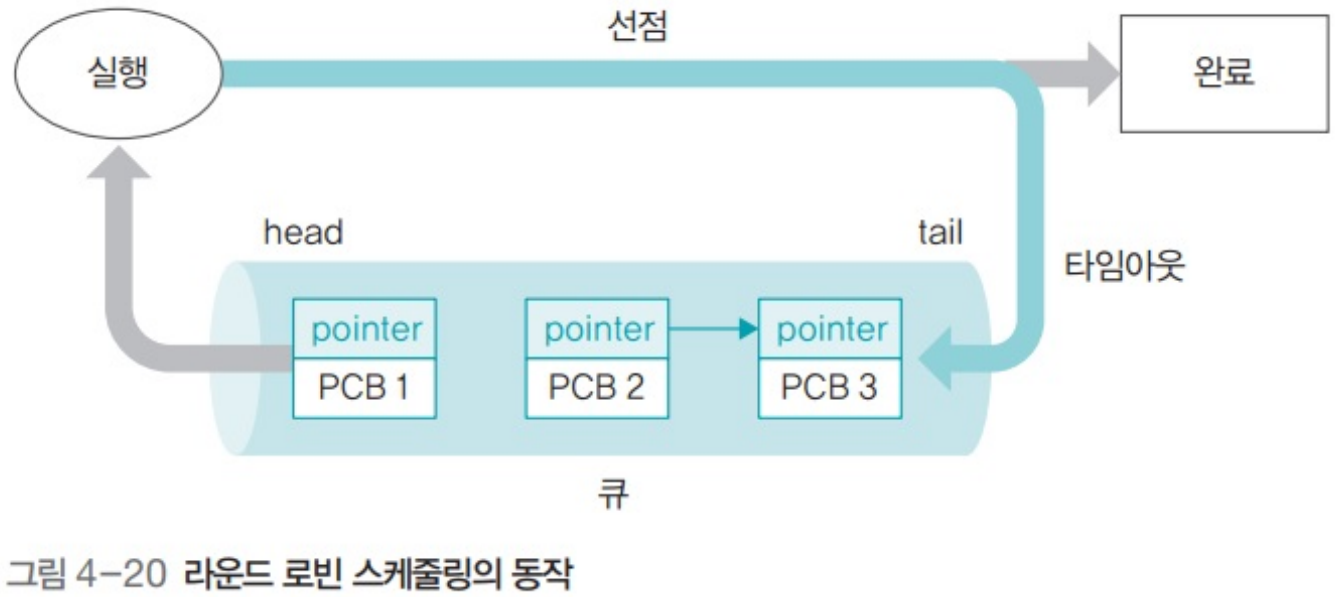 선점
실행
완료
head
tail
타임아웃
pointer
pointer
pointer
PCB 1
PCB 2
PCB 3
큐
그림 4-20 라운드 로빈 스케줄링의 동작